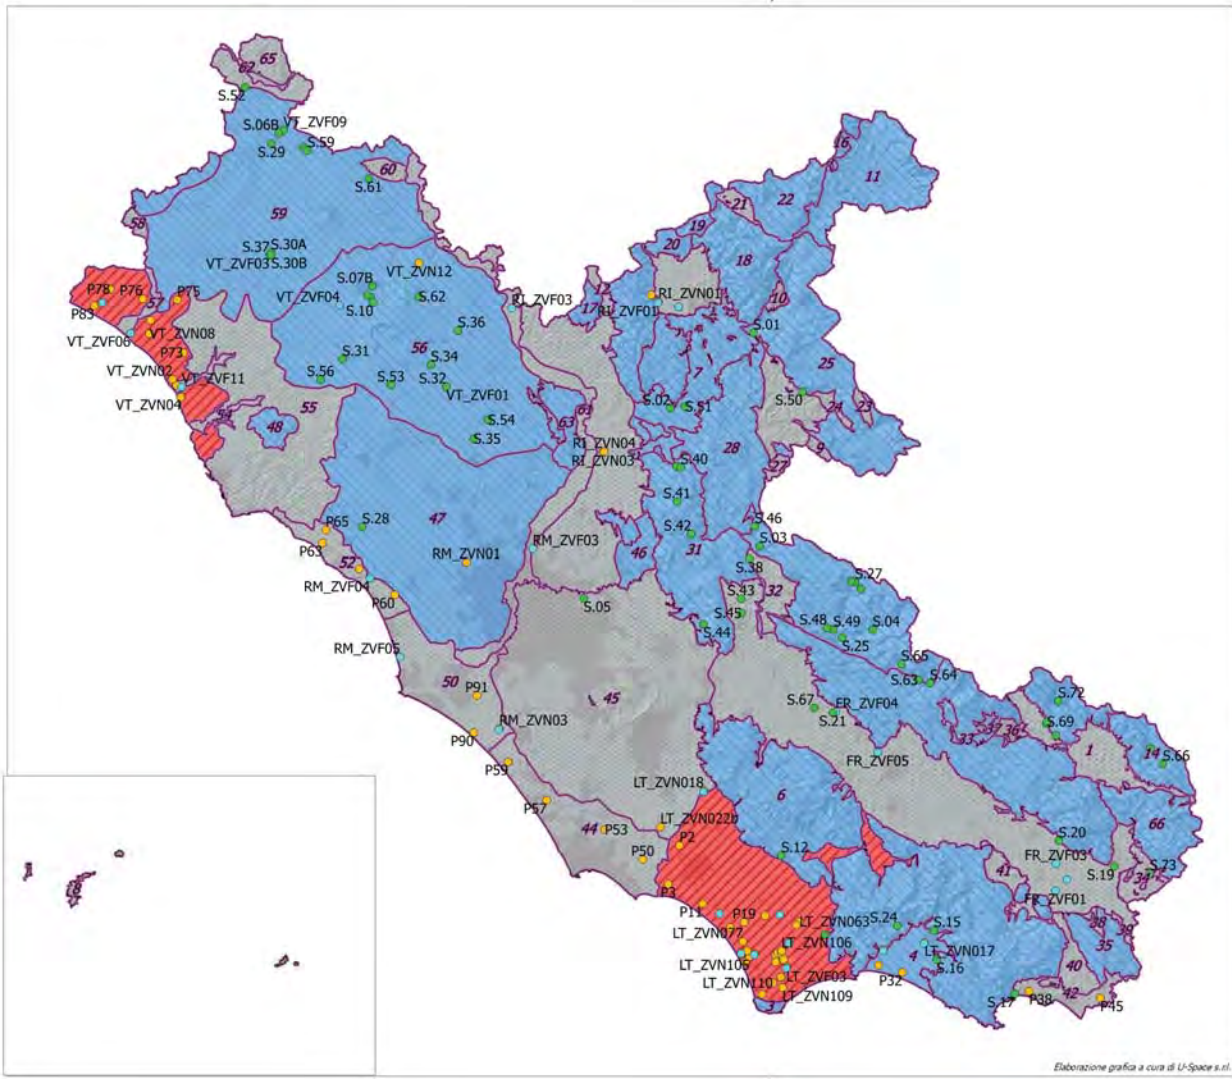 65
62
S.52
S.06B
VT_ZVF09
S.59
S.29
16
11
60
S.61
22
21
59
58
19
20
18
S.37
S.30A
VT_ZVF03
S.30B
VT_ZVN12
P78
P76
P75
S.07B
VT_ZVF04
S.62
12
10
RI_ZVN01
RI_ZVF03
P83
57
S.10
17
RI_ZVF01
VT_ZVF06
VT_ZVN08
S.36
S.01
P73
S.31
56
S.34
25
7
VT_ZVN02
VT_ZVF11
S.56
S.53
S.32
VT_ZVF01
VT_ZVN04
55
S.02
S.51
S.50
24
23
54
48
S.54
63
61
S.35
RI_ZVN04
RI_ZVN03
28
9
27
S.40
S.41
47
P65
S.28
S.42
31
S.46
S.03
P63
RM_ZVN01
RM_ZVF03
46
S.38
52
RM_ZVF04
P60
S.05
S.43
32
S.27
S.45
S.44
S.48
S.49
S.04
S.25
RM_ZVF05
S.65
S.63
S.64
50
P91
45
S.67
S.21
FR_ZVF04
S.72
S.69
33
37
36
P90
RM_ZVN03
FR_ZVF05
1
14
S.66
P59
LT_ZVN018
6
P57
LT_ZVN022b
44
P53
P2
66
S.20
P50
S.12
FR_ZVF03
41
S.19
S.73
34
P3
FR_ZVF01
P11
P19
LT_ZVN063
S.24
S.15
38
39
LT_ZVN077
LT_ZVN106
LT_ZVN017
35
4
S.16
LT_ZVN105
LT_ZVF03
P32
40
LT_ZVN110
LT_ZVN109
S.17
P38
42
P45
3
8
Elaborazione grafica a cura di U-Space s.r.l.